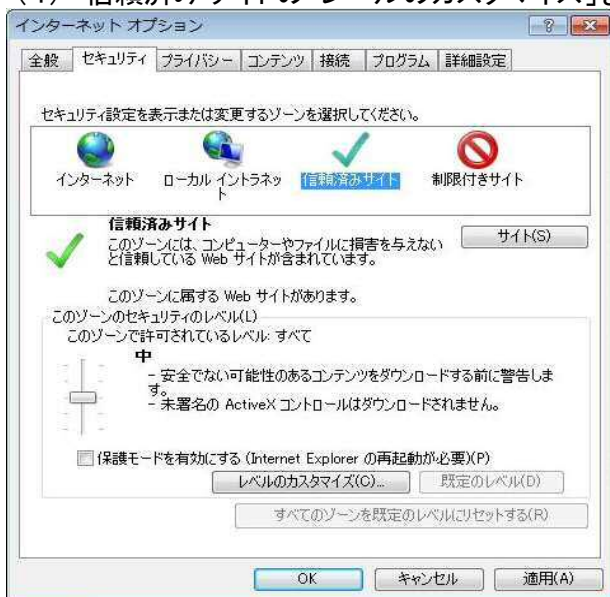 インターネット オプション
全般 セキュリティ プライバシー コンテンツ 接続 プログラム 詳細設定
セキュリティ設定を表示または変更するゾーンを選択してください。
インターネット ローカル イントラネッ 信頼済みサイト 制限付きサイト
ト
信頼済みサイト
サイト(S)
このゾーンには、コンピューターやファイルに損害を与えない
と信頼している Web サイトが含まれています。
このゾーンに属する Web サイトがあります。
このゾーンのセキュリティのレベル(L)
このゾーンで許可されているレベル: すべて
中
- 安全でない可能性のあるコンテンツをダウンロードする前に警告しま
す。
- 未署名の ActiveX コントロールはダウンロードされません。
保護モードを有効にする (Internet Explorer の再起動が必要)(P)
レベルのカスタマイズ(C)... 既定のレベル(D)
すべてのゾーンを既定のレベルにリセットする(R)
OK キャンセル 適用(A)